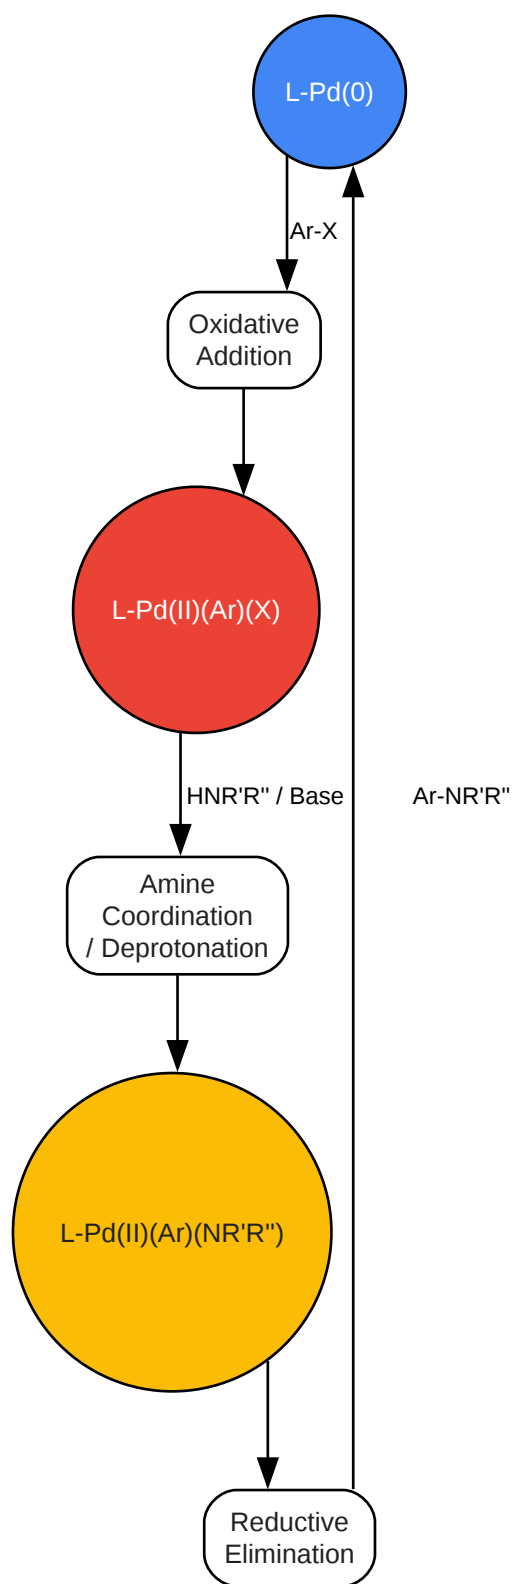 L-Pd(0)
Ar-X
Oxidative
Addition
L-Pd(II)(Ar)(X)
HNR'R" / Base
Ar-NR'R"
Amine
Coordination
/ Deprotonation
L-Pd(II)(Ar)(NR'R")
Reductive
Elimination